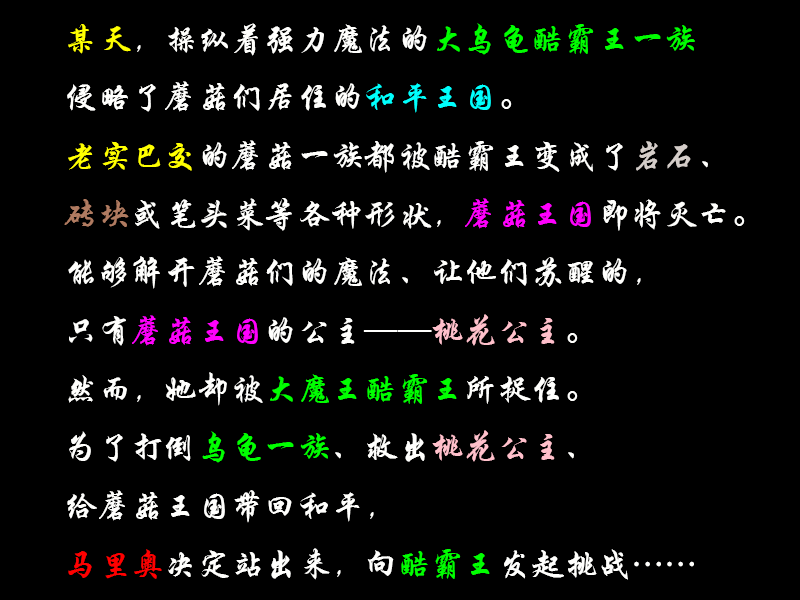 某天，操纵着强力魔法的大乌龟酷霸王一族
侵略了蘑菇们居住的和平王国。
老实巴交的蘑菇一族都被酷霸王变成了岩石、
砖块或笔头菜等各种形状，蘑菇王国即将灭亡。
能够解开蘑菇们的魔法、让他们苏醒的，
只有蘑菇王国的公主——桃花公主。
然而，她却被大魔王酷霸王所捉住。
为了打倒乌龟一族、救出桃花公主、
给蘑菇王国带回和平，
马里奥决定站出来，向酷霸王发起挑战……